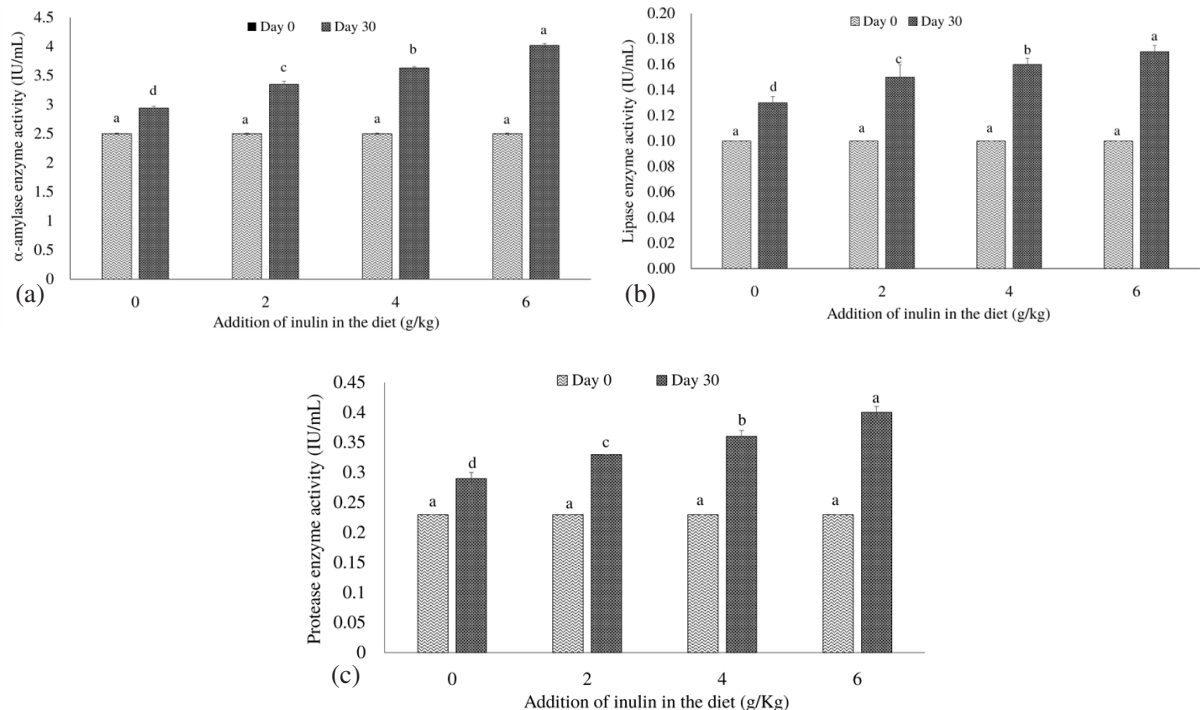 α-amylase enzyme activity (IU/mL)
4.5
4
3.5
3
2.5
2
1.5
1
0.5
0
Day 0 Day 30
a d a c a b a a
0 2 4 6
Addition of inulin in the diet (g/kg)
(a)
Lipase enzyme activity (IU/mL)
0.20
0.18
0.16
0.14
0.12
0.10
0.08
0.06
0.04
0.02
0.00
Day 0 Day 30
a d a c a b a a
0 2 4 6
Addition of inulin in the diet (g/kg)
(b)
Protease enzyme activity (IU/mL)
0.45
0.4
0.35
0.3
0.25
0.2
0.15
0.1
0.05
0
Day 0 Day 30
a d a c a b a a
0 2 4 6
Addition of inulin in the diet (g/Kg)
(c)